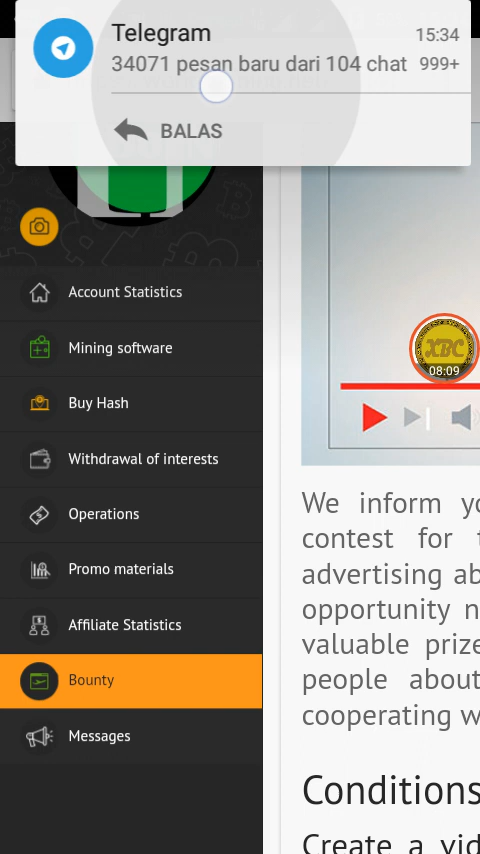 Telegram 15:34
34071 pesan baru dari 104 chat 999+
BALAS
Account Statistics
Mining software
Buy Hash
Withdrawal of interests
Operations
Promo materials
Affiliate Statistics
Bounty
Messages
XBC
08:09
We inform yo
contest for t
advertising ab
opportunity n
valuable prize
people about
cooperating w
Conditions
Create a vid